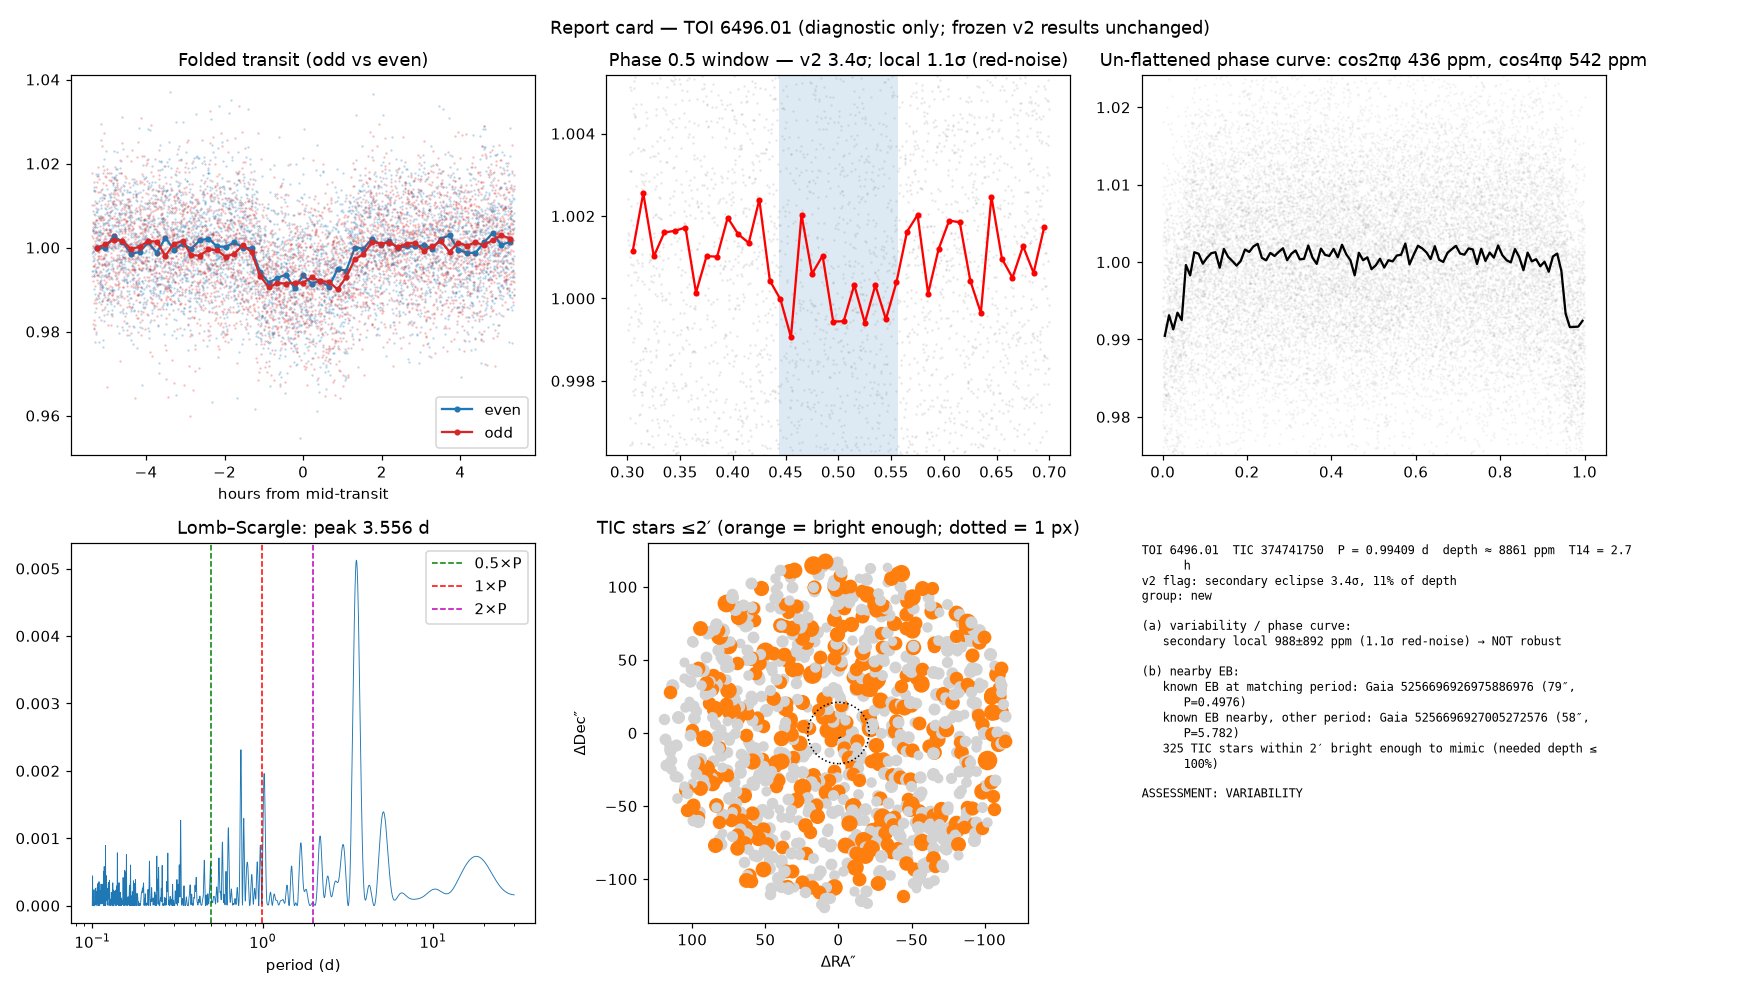 Report card — TOI 6496.01 (diagnostic only; frozen v2 results unchanged)
Folded transit (odd vs even)
1.04
1.02
1.00
0.98
0.96
−4
−2
0
2
4
hours from mid-transit
even
odd
Phase 0.5 window — v2 3.4σ; local 1.1σ (red-noise)
1.004
1.002
1.000
0.998
0.30
0.35
0.40
0.45
0.50
0.55
0.60
0.65
0.70
Un-flattened phase curve: cos2πφ 436 ppm, cos4πφ 542 ppm
1.02
1.01
1.00
0.99
0.98
0.0
0.2
0.4
0.6
0.8
1.0
Lomb–Scargle: peak 3.556 d
0.005
0.004
0.003
0.002
0.001
0.000
10⁻¹
10⁰
10¹
period (d)
0.5×P
1×P
2×P
TIC stars ≤2′ (orange = bright enough; dotted = 1 px)
100
50
0
−50
−100
ΔDec″
100
50
0
−50
−100
ΔRA″
TOI 6496.01  TIC 374741750  P = 0.99409 d  depth ≈ 8861 ppm  T14 = 2.7
h
v2 flag: secondary eclipse 3.4σ, 11% of depth
group: new
(a) variability / phase curve:
secondary local 988±892 ppm (1.1σ red-noise) → NOT robust
(b) nearby EB:
known EB at matching period: Gaia 5256696926975886976 (79″,
P=0.4976)
known EB nearby, other period: Gaia 5256696927005272576 (58″,
P=5.782)
325 TIC stars within 2′ bright enough to mimic (needed depth ≤
100%)
ASSESSMENT: VARIABILITY